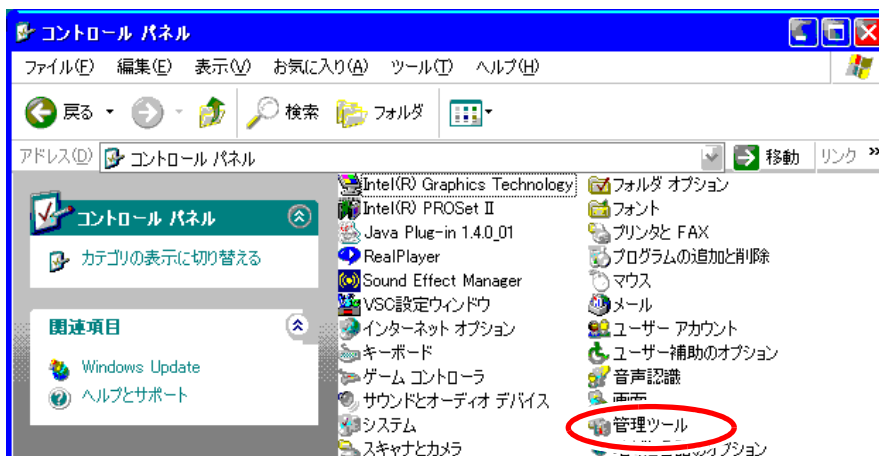 コントロール パネル
ファイル(F) 編集(E) 表示(V) お気に入り(A) ツール(T) ヘルプ(H)
戻る 検索 フォルダ
アドレス(D) コントロール パネル 移動 リンク »
コントロール パネル
カテゴリの表示に切り替える
関連項目
Windows Update
ヘルプとサポート
Intel(R) Graphics Technology
Intel(R) PROSet II
Java Plug-in 1.4.0_01
RealPlayer
Sound Effect Manager
VSC設定ウィンドウ
インターネット オプション
キーボード
ゲーム コントローラ
サウンドとオーディオ デバイス
システム
スキャナとカメラ
フォルダ オプション
フォント
プリンタと FAX
プログラムの追加と削除
マウス
メール
ユーザー アカウント
ユーザー補助のオプション
音声認識
画面
管理ツール
のオプション